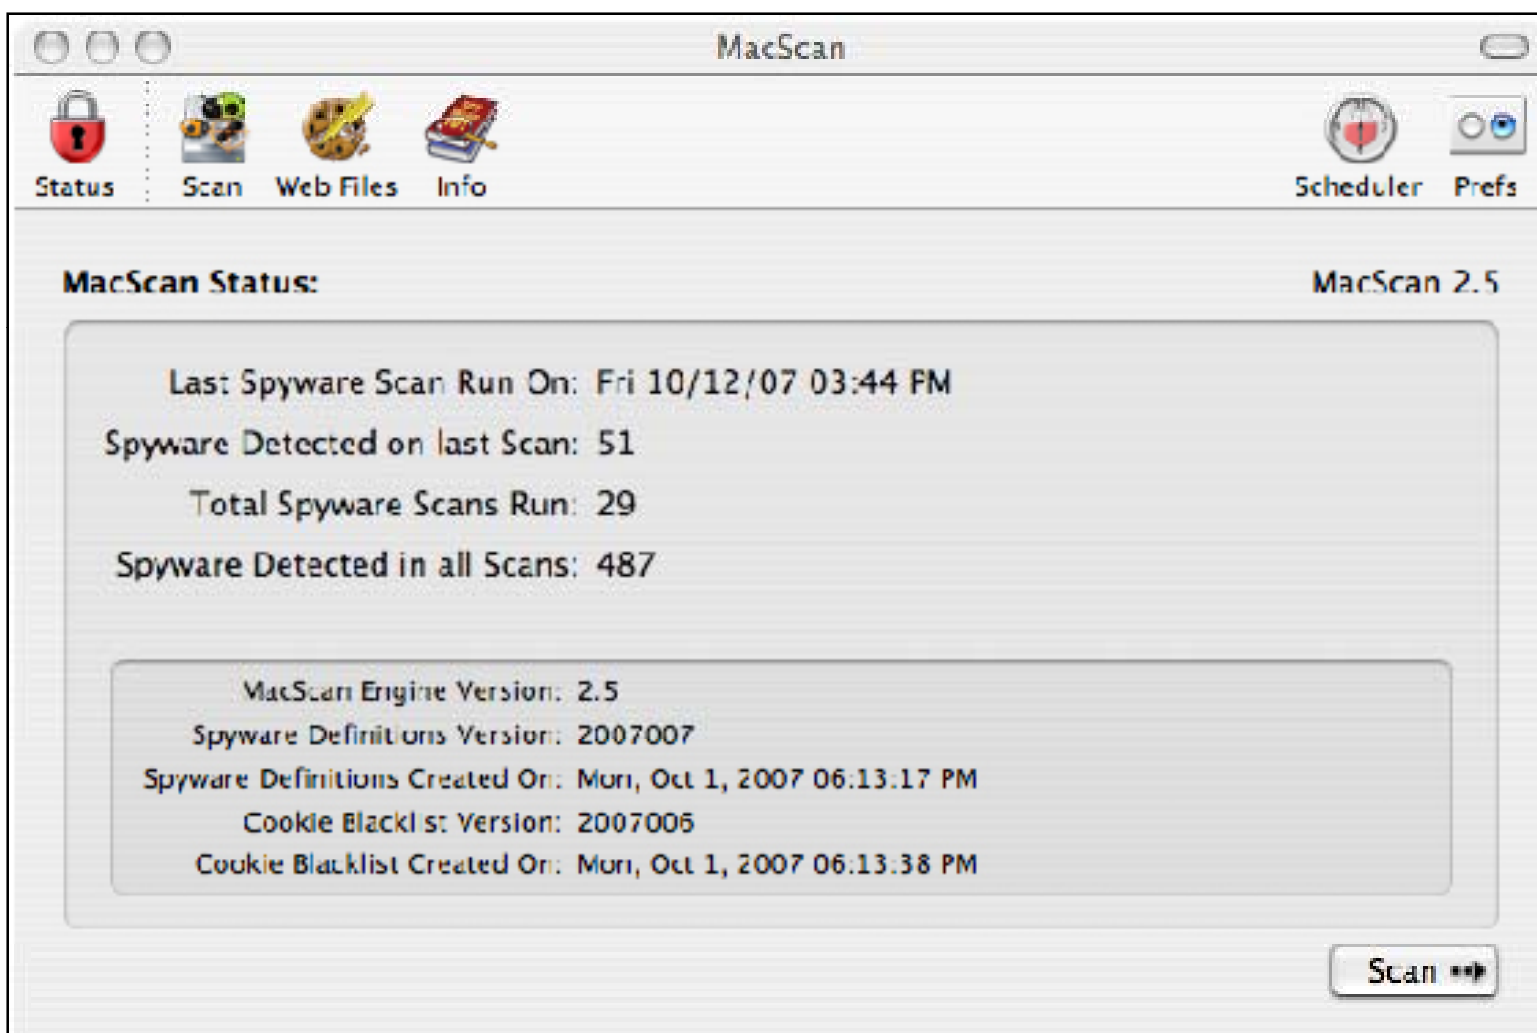 MacScan
Status
Scan
Web Files
Info
Scheduler
Prefs
MacScan Status:
MacScan 2.5
Last Spyware Scan Run On: Fri 10/12/07 03:44 PM
Spyware Detected on last Scan: 51
Total Spyware Scans Run: 29
Spyware Detected in all Scans: 487
MacScan Engine Version: 2.5
Spyware Definitions Version: 2007007
Spyware Definitions Created On: Mon, Oct 1, 2007 06:13:17 PM
Cookie Blacklist Version: 2007006
Cookie Blacklist Created On: Mon, Oct 1, 2007 06:13:38 PM
Scan